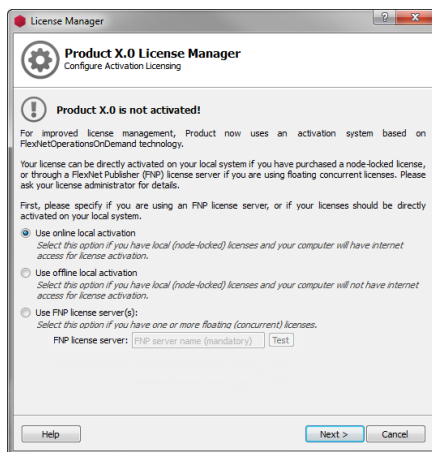 License Manager
Product X.0 License Manager
Configure Activation Licensing
Product X.0 is not activated!
For improved license management, Product now uses an activation system based on
FlexNetOperationsOnDemand technology.
Your license can be directly activated on your local system if you have purchased a node-locked license,
or through a FlexNet Publisher (FNP) license server if you are using floating concurrent licenses. Please
ask your license administrator for details.
First, please specify if you are using an FNP license server, or if your licenses should be directly
activated on your local system.
Use online local activation
Select this option if you have local (node-locked) licenses and your computer will have internet
access for license activation.
Use offline local activation
Select this option if you have local (node-locked) licenses and your computer will not have internet
access for license activation.
Use FNP license server(s):
Select this option if you have one or more floating (concurrent) licenses.
FNP license server: FNP server name (mandatory) Test
Help Next > Cancel